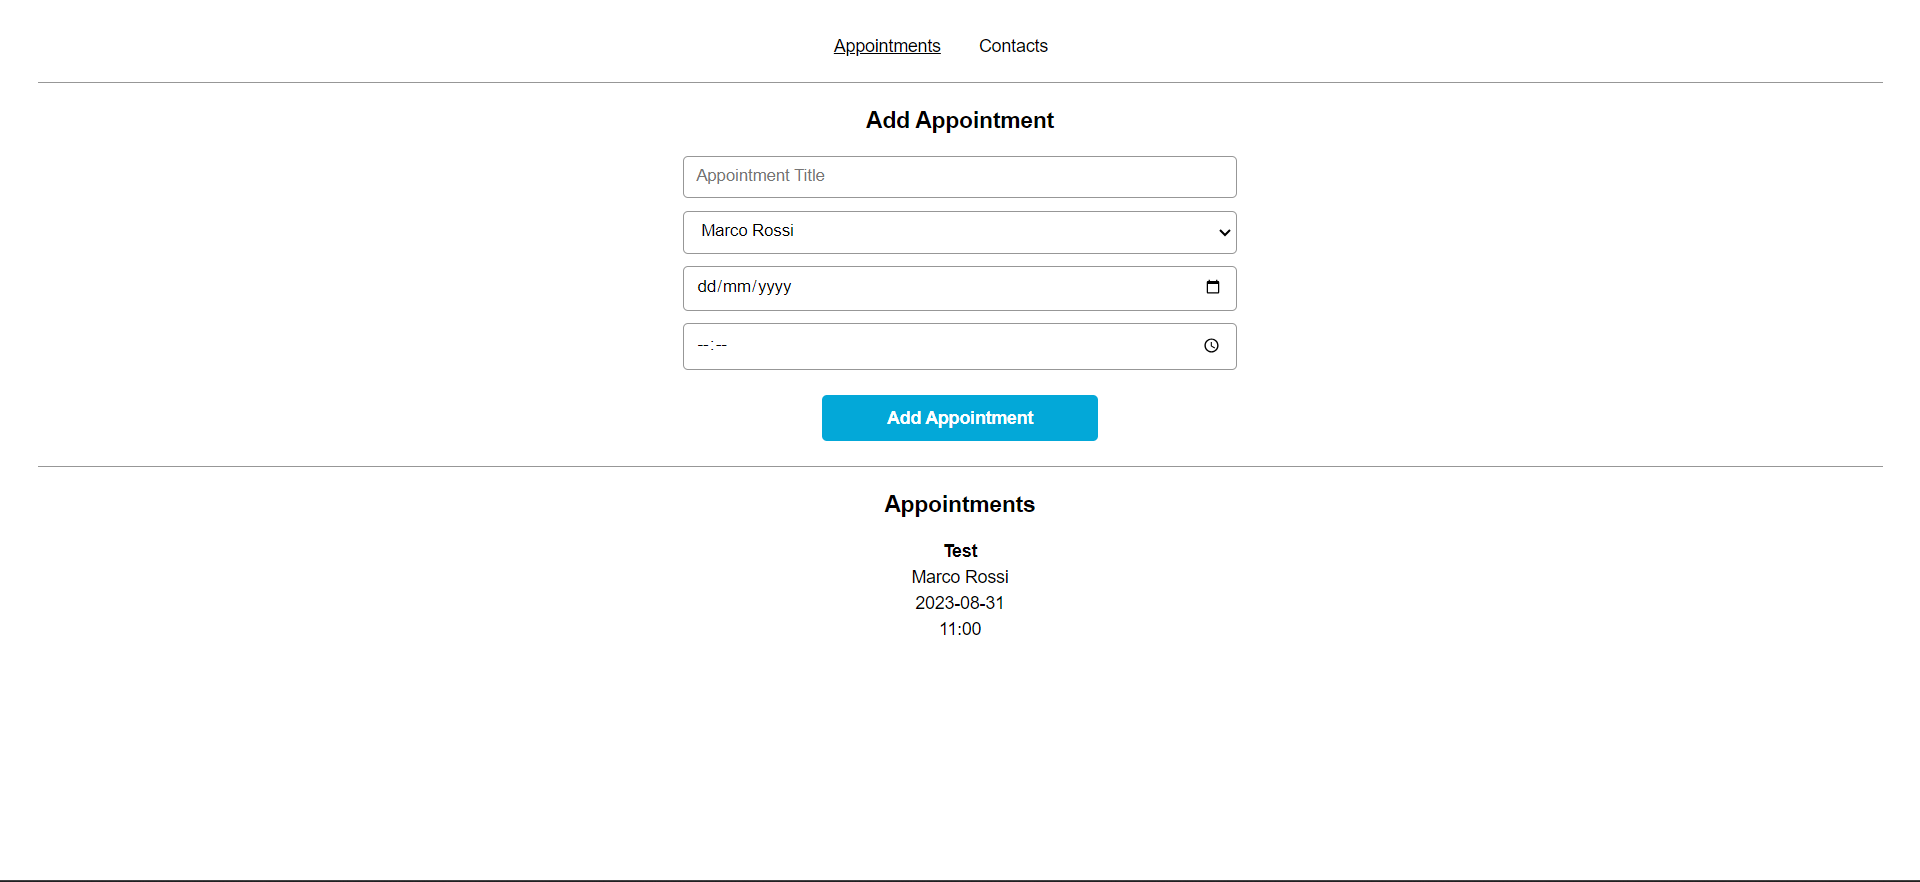 Appointments Contacts
Add Appointment
Appointment Title
Marco Rossi
dd/mm/yyyy
--:--
Add Appointment
Appointments
Test
Marco Rossi
2023-08-31
11:00